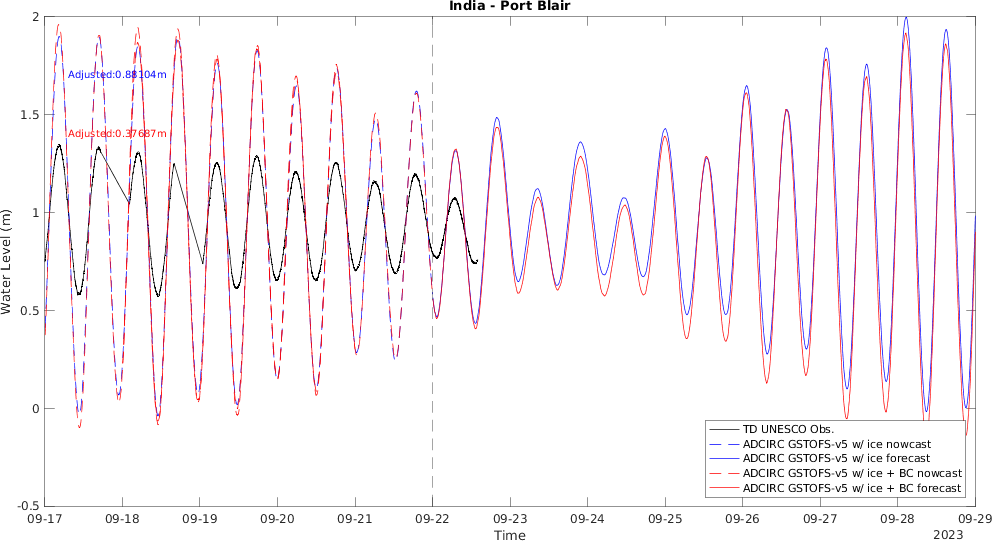 India - Port Blair
2
1.5
1
0.5
0
-0.5
Water Level (m)
Adjusted:0.88104m
Adjusted:0.37687m
TD UNESCO Obs.
ADCIRC GSTOFS-v5 w/ ice nowcast
ADCIRC GSTOFS-v5 w/ ice forecast
ADCIRC GSTOFS-v5 w/ ice + BC nowcast
ADCIRC GSTOFS-v5 w/ ice + BC forecast
09-17 09-18 09-19 09-20 09-21 09-22 09-23 09-24 09-25 09-26 09-27 09-28 09-29
Time
2023